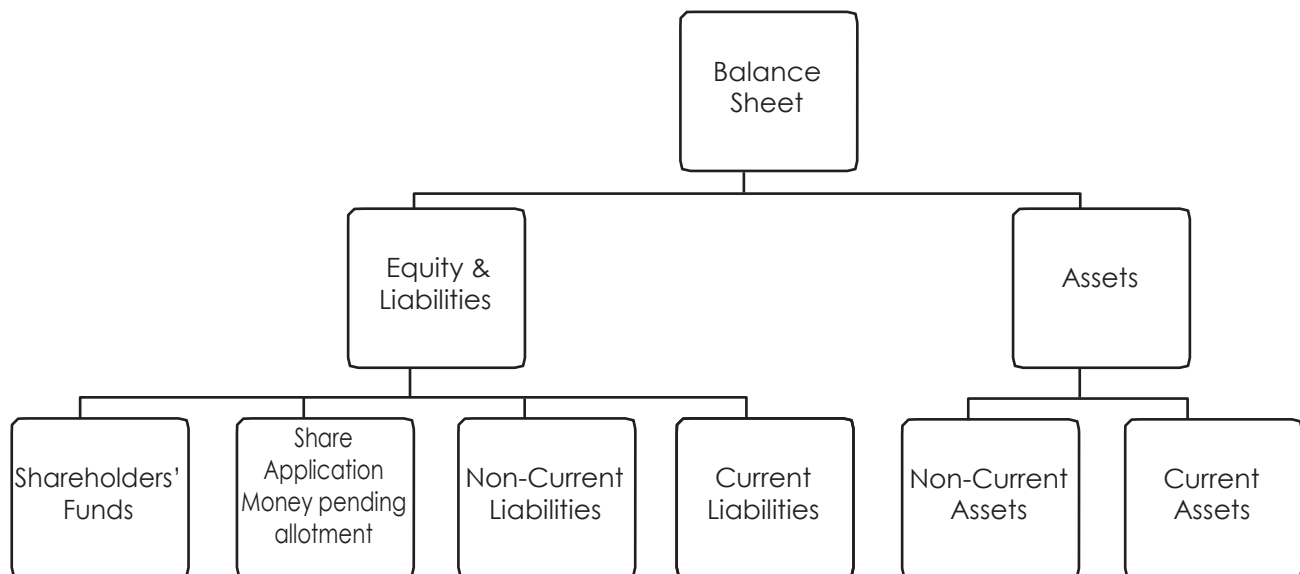 Balance
Sheet
Equity &
Liabilities
Assets
Shareholders’
Funds
Share
Application
Money pending
allotment
Non-Current
Liabilities
Current
Liabilities
Non-Current
Assets
Current
Assets